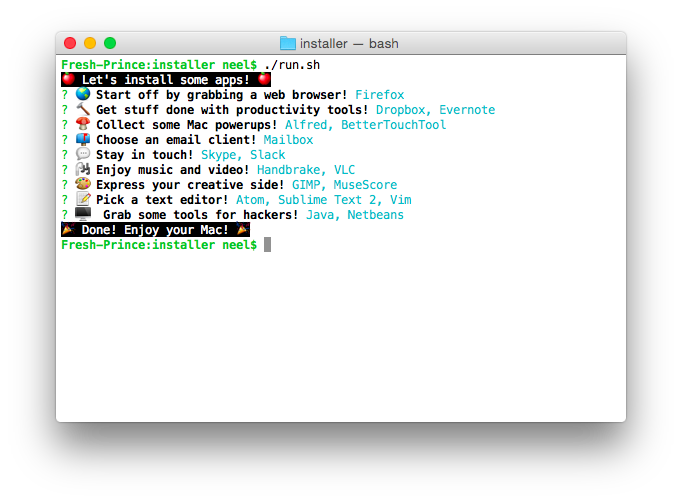 installer — bash
Fresh-Prince:installer neel$ ./run.sh
🍎 Let's install some apps! 🍎
? 🌎 Start off by grabbing a web browser! Firefox
? 🔨 Get stuff done with productivity tools! Dropbox, Evernote
? 🍄 Collect some Mac powerups! Alfred, BetterTouchTool
? 📫 Choose an email client! Mailbox
? 💬 Stay in touch! Skype, Slack
? 🎧 Enjoy music and video! Handbrake, VLC
? 🎨 Express your creative side! GIMP, MuseScore
? 📝 Pick a text editor! Atom, Sublime Text 2, Vim
? 🖥 Grab some tools for hackers! Java, Netbeans
🎉 Done! Enjoy your Mac! 🎉
Fresh-Prince:installer neel$